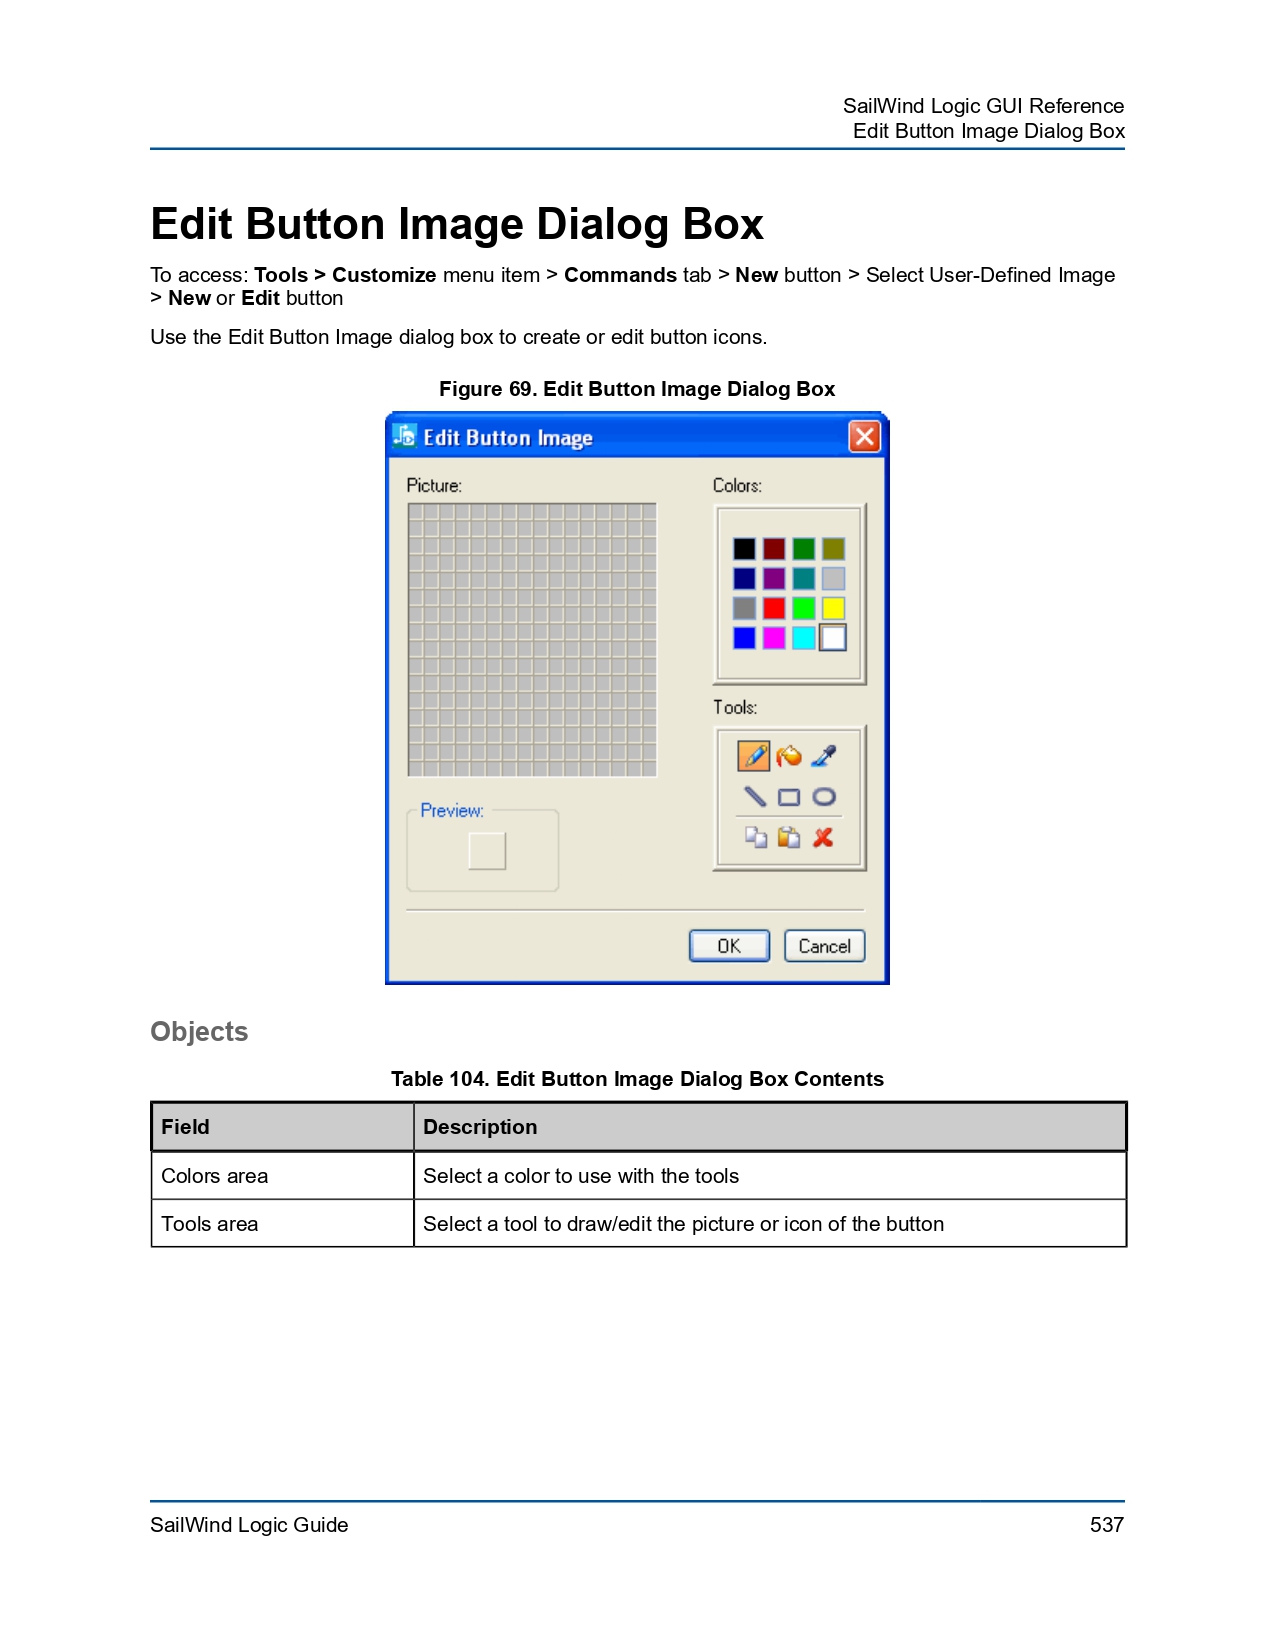 SailWind Logic GUI Reference
Edit Button Image Dialog Box
Edit Button Image Dialog Box
To access: Tools > Customize menu item > Commands tab > New button > Select User-Defined Image
> New or Edit button
Use the Edit Button Image dialog box to create or edit button icons.
Figure 69. Edit Button Image Dialog Box
Edit Button Image
Picture:
Colors:
Tools:
Preview:
OK
Cancel
Objects
Table 104. Edit Button Image Dialog Box Contents
Field
Description
Colors area
Select a color to use with the tools
Tools area
Select a tool to draw/edit the picture or icon of the button
SailWind Logic Guide
537